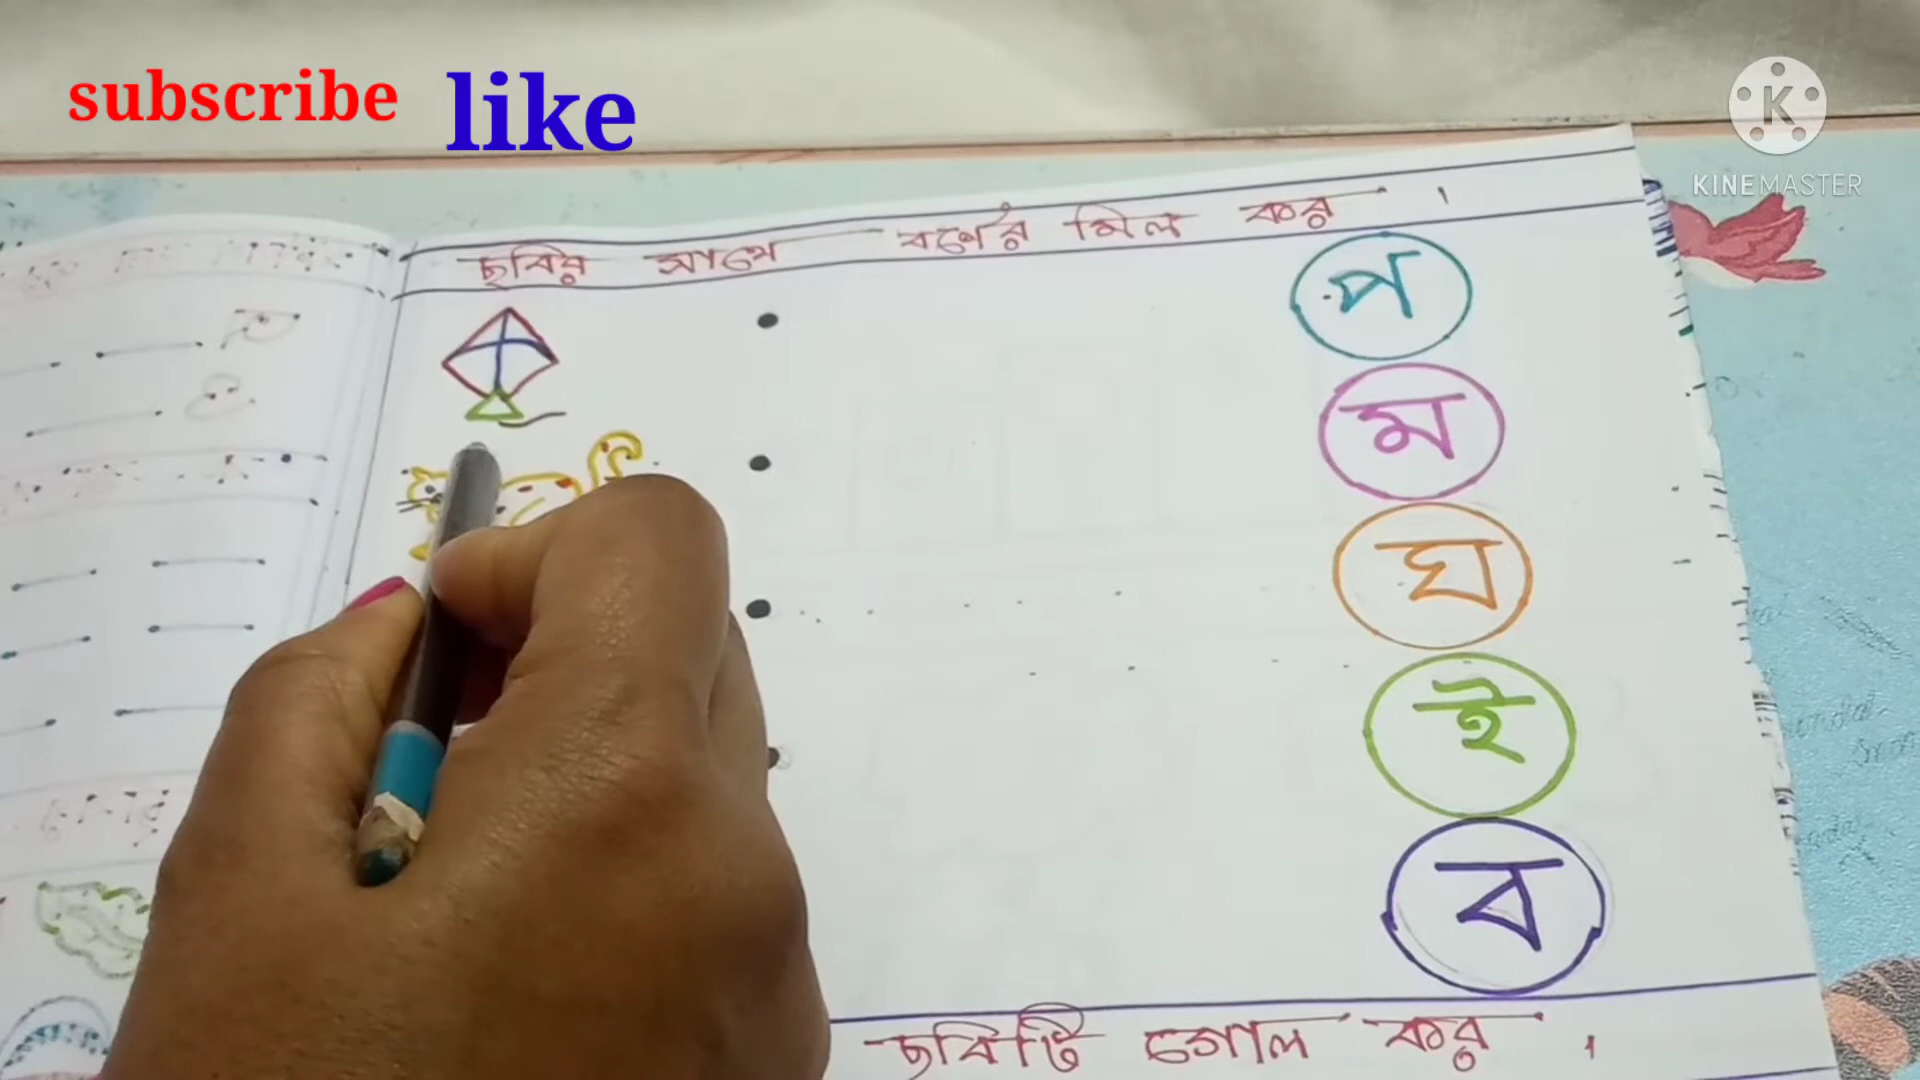 subscribe like
KINEMASTER
ছবির সাথে বর্ণের মিল কর ।
প
ম
ঘ
ই
ব
ছবিটি গোল কর ।